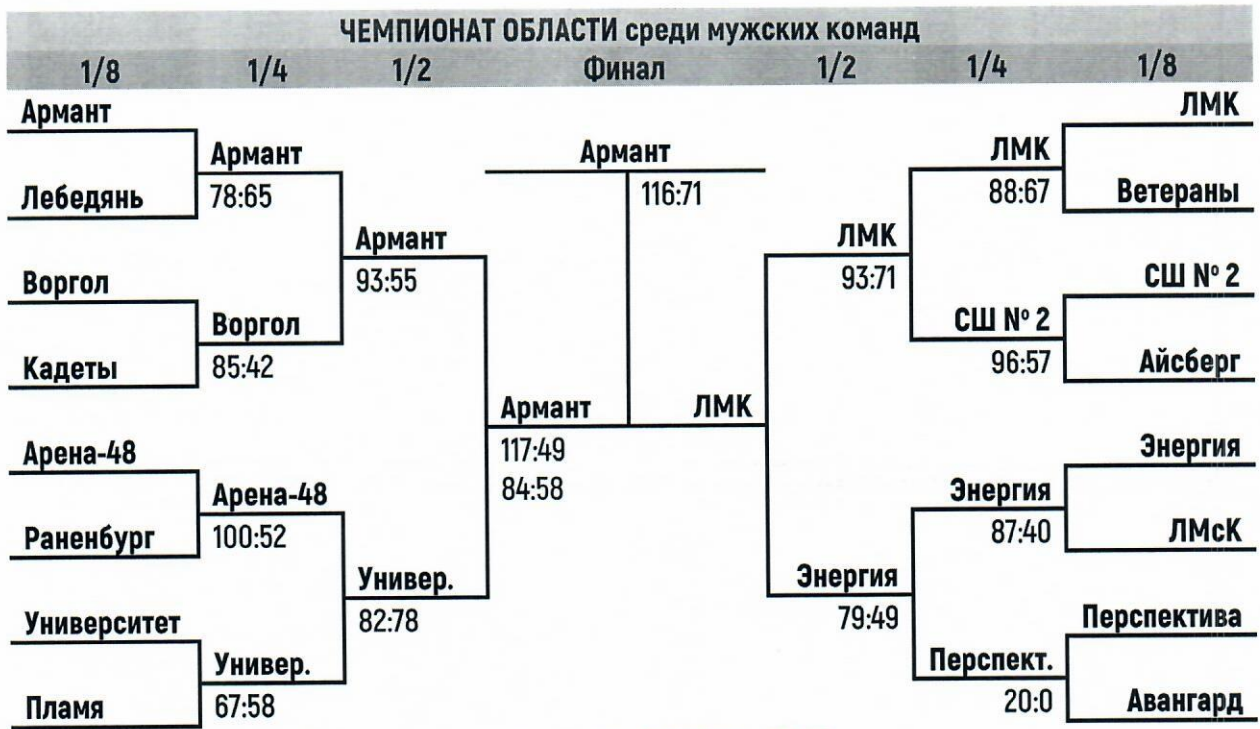 ЧЕМПИОНАТ ОБЛАСТИ среди мужских команд
1/8 1/4 1/2 Финал 1/2 1/4 1/8
Армант ЛМК
Армант Армант ЛМК
Лебедянь 78:65 116:71 88:67 Ветераны
Армант ЛМК
Воргол 93:55 93:71 СШ № 2
Воргол СШ № 2
Кадеты 85:42 96:57 Айсберг
Армант ЛМК
Арена-48 117:49 Энергия
Арена-48 84:58 Энергия
Раненбург 100:52 87:40 ЛМсК
Универ. Энергия
Университет 82:78 79:49 Перспектива
Универ. Перспект.
Пламя 67:58 20:0 Авангард